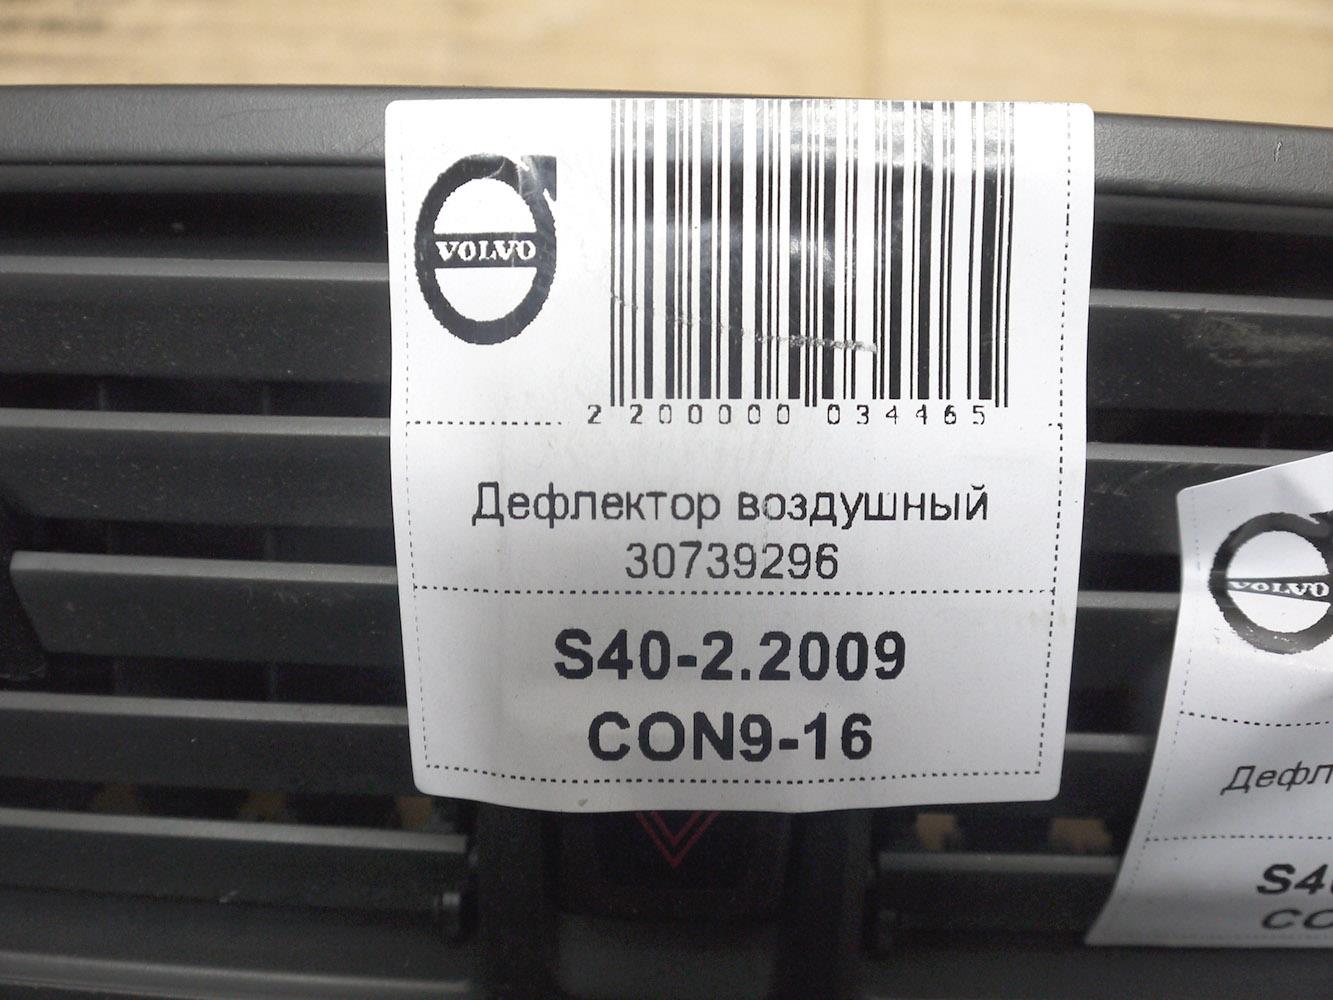 VOLVO
2 200000 034465
Дефлектор воздушный
30739296
S40-2.2009
CON9-16
VOLVO